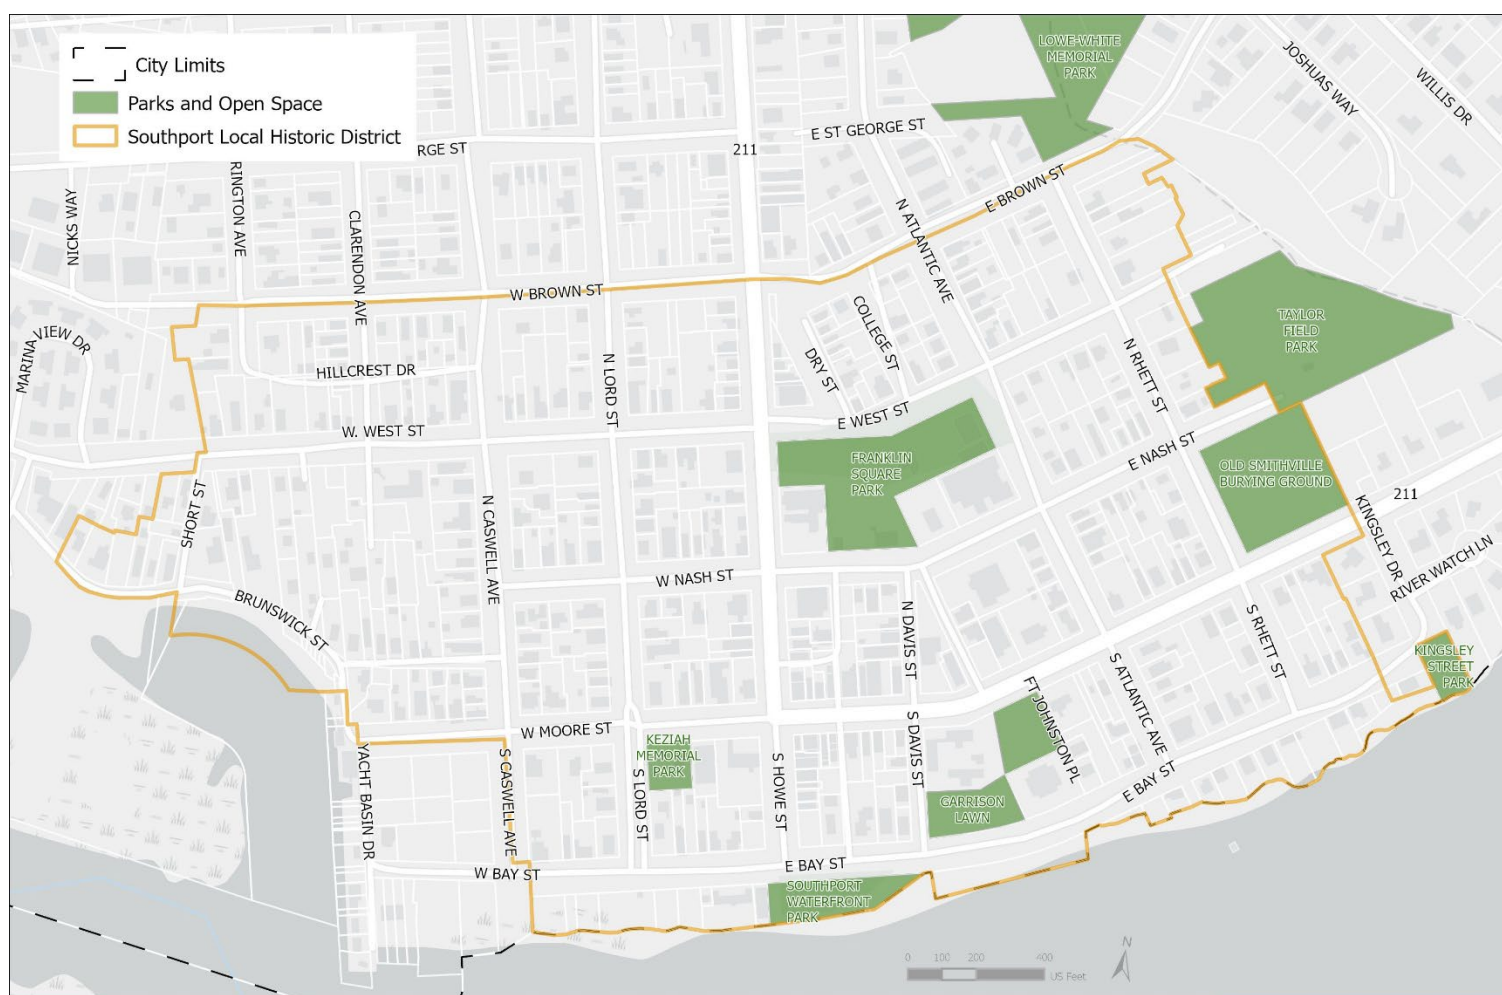 City Limits
Parks and Open Space
Southport Local Historic District
LOWE-WHITE
MEMORIAL
PARK
JOSHUAS WAY
WILLIS DR
E ST GEORGE ST
RGE ST
211
NICKS WAY
RINGTON AVE
CLARENDON AVE
E BROWN ST
N ATLANTIC AVE
W BROWN ST
MARINA VIEW DR
HILLCREST DR
N LORD ST
DRY ST
COLLEGE ST
N RHETT ST
TAYLOR
FIELD
PARK
W. WEST ST
E WEST ST
FRANKLIN
SQUARE
PARK
E NASH ST
OLD SMITHVILLE
BURYING GROUND
211
SHORT ST
N CASWELL AVE
KINGSLEY DR
RIVER WATCH LN
W NASH ST
BRUNSWICK ST
N DAVIS ST
S RHETT ST
KINGSLEY
STREET
PARK
S ATLANTIC AVE
FT JOHNSTON PL
W MOORE ST
KEZIAH
MEMORIAL
PARK
S DAVIS ST
S HOWE ST
S LORD ST
S CASWELL AVE
YACHT BASIN DR
GARRISON
LAWN
E BAY ST
E BAY ST
W BAY ST
SOUTHPORT
WATERFRONT
PARK
N
0 100 200 400
US Feet